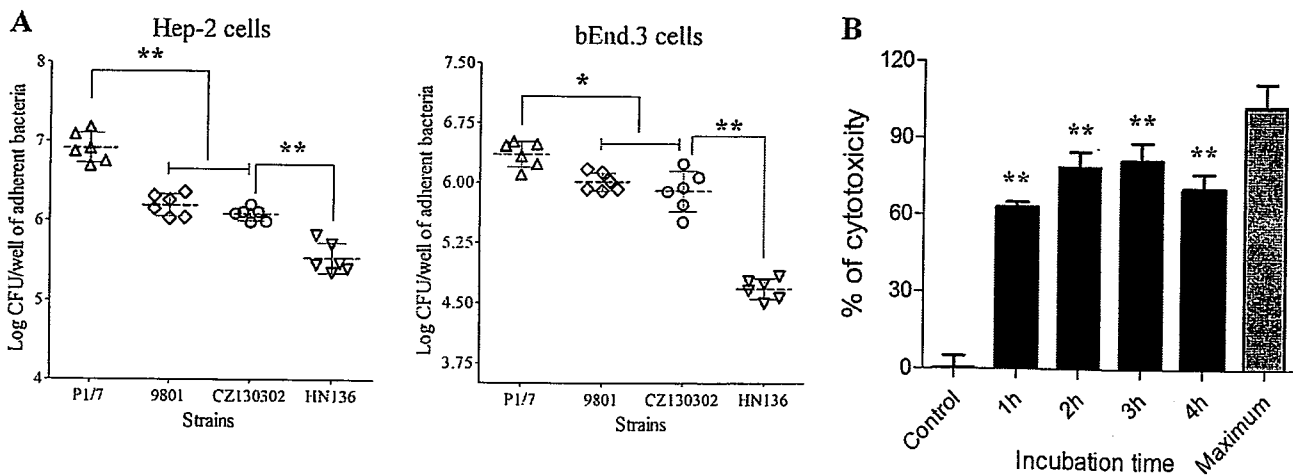 A
Hep-2 cells
Log CFU/well of adherent bacteria
8
7
6
5
4
**
**
P1/7
9801
CZ130302
HN136
Strains
bEnd.3 cells
Log CFU/well of adherent bacteria
7.50
6.75
6.00
5.25
4.50
3.75
*
**
P1/7
9801
CZ130302
HN136
Strains
B
% of cytotoxicity
120
90
60
30
0
**
**
**
**
Control
1h
2h
3h
4h
Maximum
Incubation time